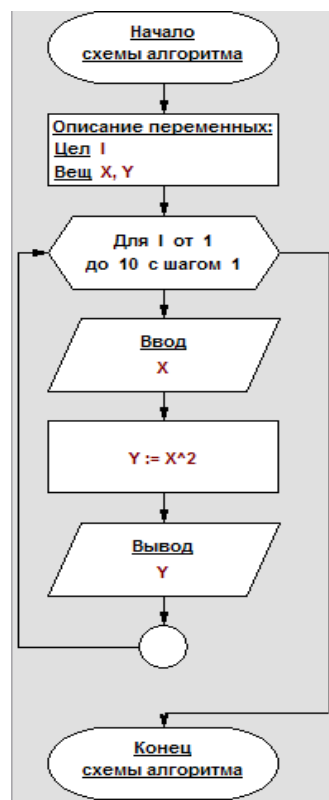 Начало
схемы алгоритма
Описание переменных:
Цел I
Вещ X, Y
Для I от 1
до 10 с шагом 1
Ввод
X
Y := X^2
Вывод
Y
Конец
схемы алгоритма